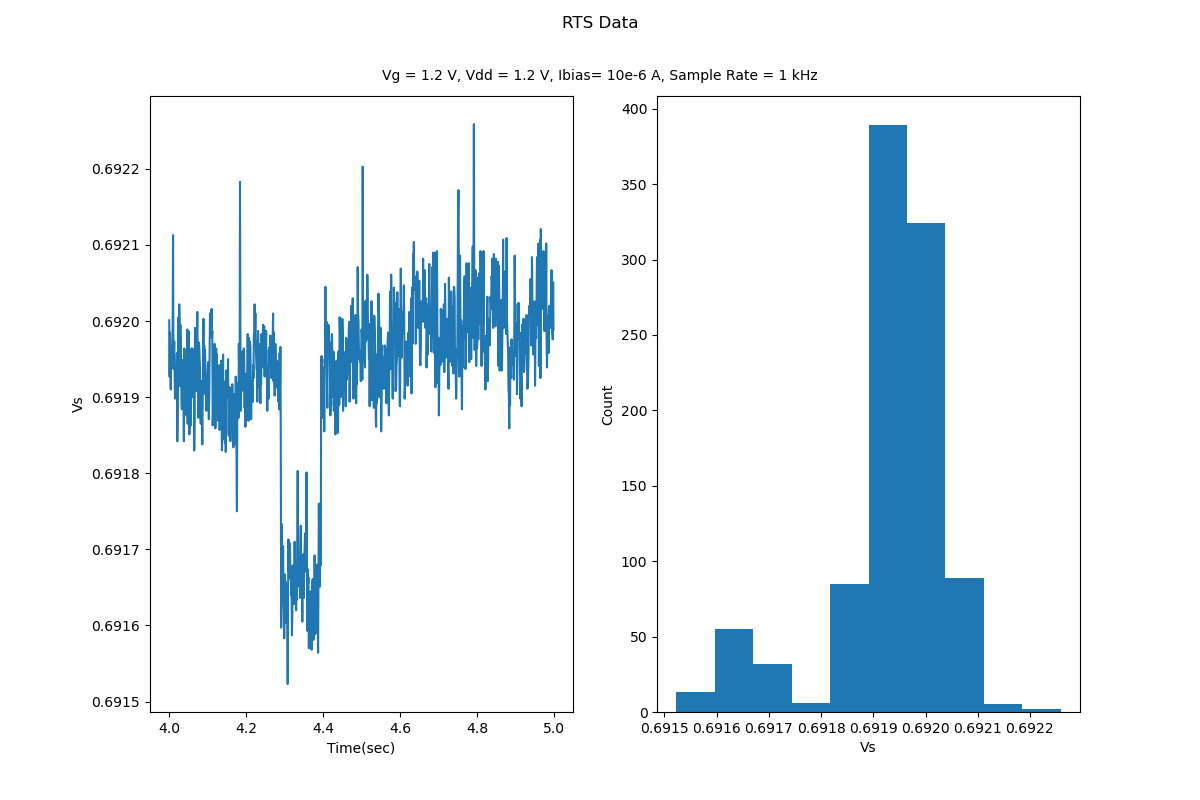 RTS Data
Vg = 1.2 V, Vdd = 1.2 V, Ibias= 10e-6 A, Sample Rate = 1 kHz
0.6922
0.6921
0.6920
0.6919
0.6918
0.6917
0.6916
0.6915
Vs
4.0 4.2 4.4 4.6 4.8 5.0
Time(sec)
400
350
300
250
200
150
100
50
0
Count
0.6915 0.6916 0.6917 0.6918 0.6919 0.6920 0.6921 0.6922
Vs